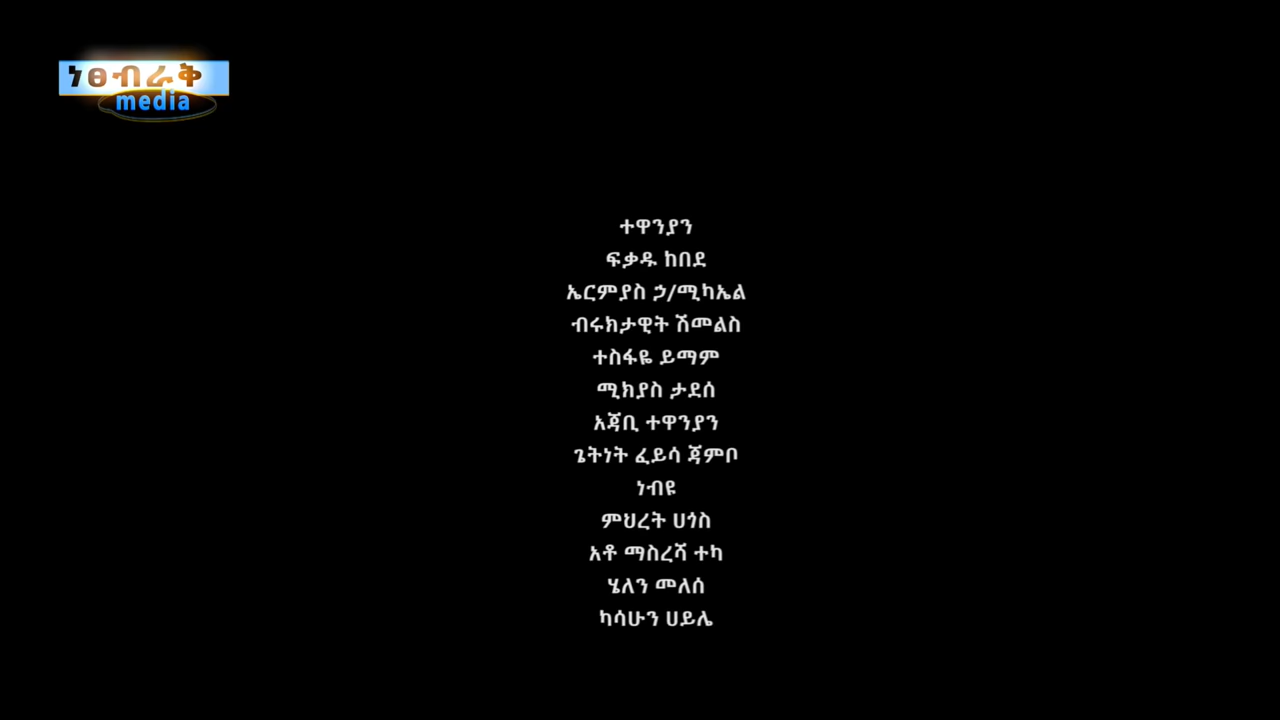 ነፀብራቅ
media
ተዋንያን
ፍቃዱ ከበደ
ኤርምያስ ኃ/ሚካኤል
ብሩክታዊት ሽመልስ
ተስፋዬ ይማም
ሚክያስ ታደሰ
አጃቢ ተዋንያን
ጌትነት ፈይሳ ጃምቦ
ነብዩ
ምህረት ሀጎስ
አቶ ማስረሻ ተካ
ሄለን መለሰ
ካሳሁን ሀይሌ